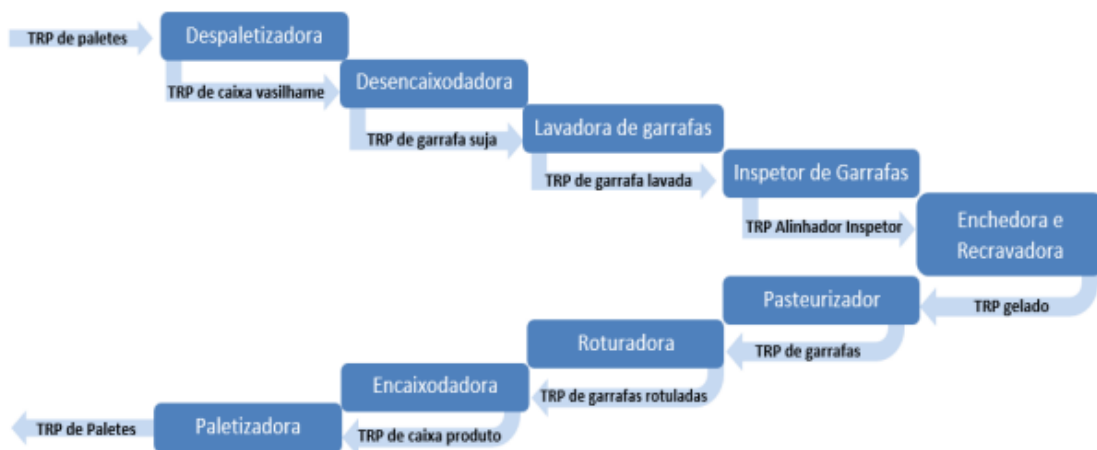 TRP de paletes
Despaletizadora
TRP de caixa vasilhame
Desencaixodadora
TRP de garrafa suja
Lavadora de garrafas
TRP de garrafa lavada
Inspetor de Garrafas
TRP Alinhador Inspetor
Enchedora e
Recravadora
TRP gelado
Pasteurizador
TRP de garrafas
Roturadora
TRP de garrafas rotuladas
Encaixodadora
TRP de caixa produto
Paletizadora
TRP de Paletes